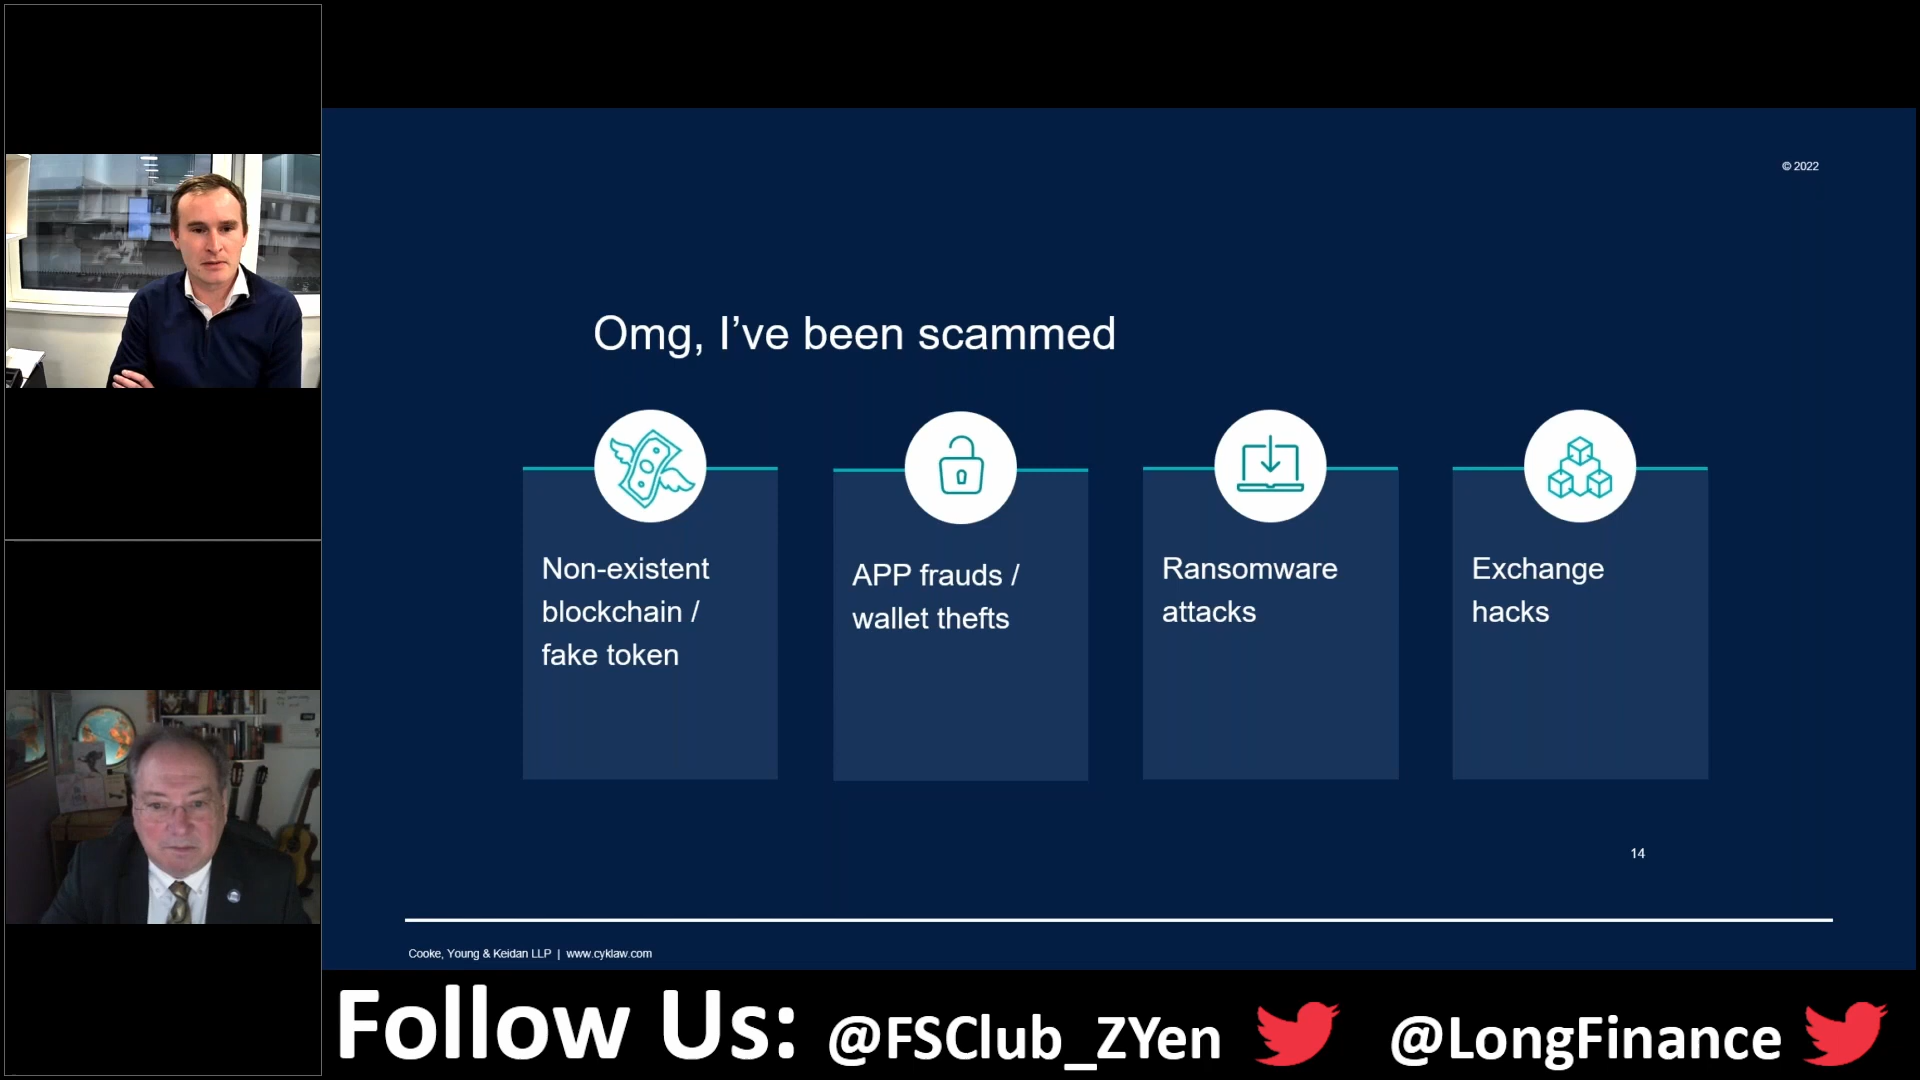 © 2022
Omg, I’ve been scammed
Non-existent
blockchain /
fake token
APP frauds /
wallet thefts
Ransomware
attacks
Exchange
hacks
14
Cooke, Young & Keidan LLP | www.cyklaw.com
Follow Us: @FSClub_ZYen @LongFinance